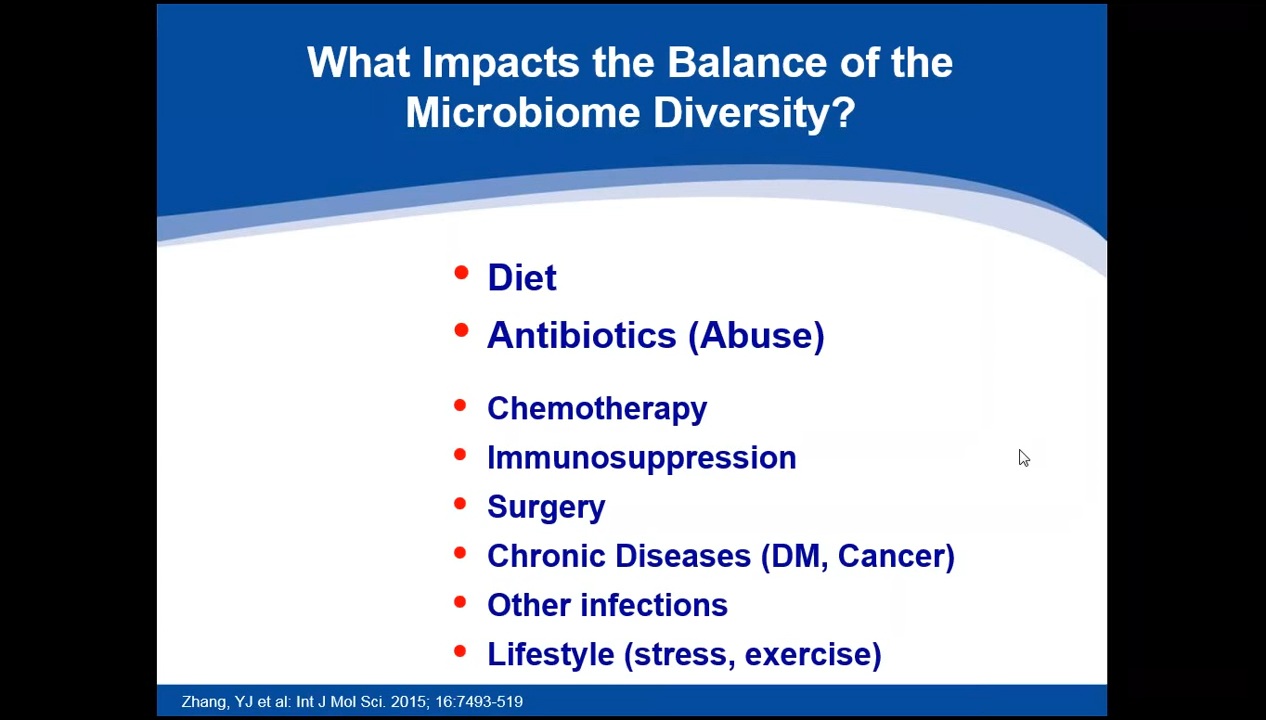 What Impacts the Balance of the
Microbiome Diversity?
• Diet
• Antibiotics (Abuse)
• Chemotherapy
• Immunosuppression
• Surgery
• Chronic Diseases (DM, Cancer)
• Other infections
• Lifestyle (stress, exercise)
Zhang, YJ et al: Int J Mol Sci. 2015; 16:7493-519